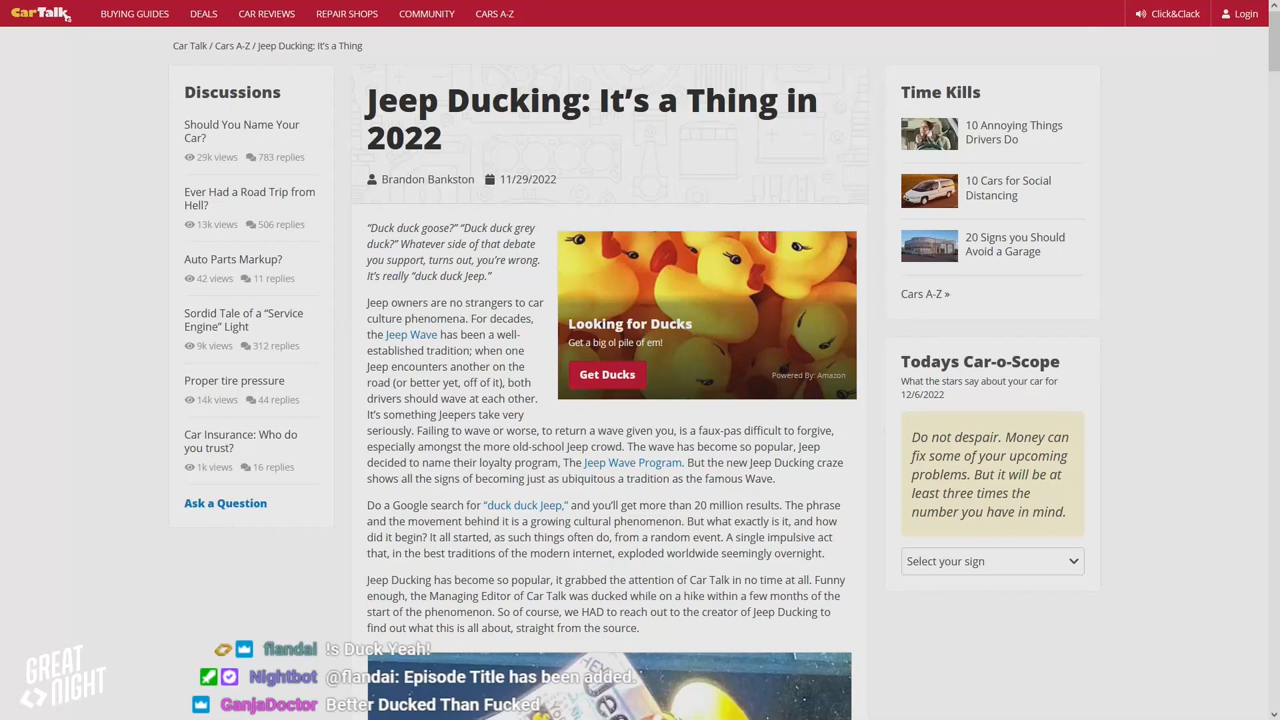 CarTalk
BUYING GUIDES
DEALS
CAR REVIEWS
REPAIR SHOPS
COMMUNITY
CARS A-Z
Click&Clack
Login
Car Talk / Cars A-Z / Jeep Ducking: It's a Thing
Discussions
Should You Name Your
Car?
29k views 783 replies
Ever Had a Road Trip from
Hell?
13k views 506 replies
Auto Parts Markup?
42 views 11 replies
Sordid Tale of a “Service
Engine” Light
9k views 312 replies
Proper tire pressure
14k views 44 replies
Car Insurance: Who do
you trust?
1k views 16 replies
Ask a Question
Jeep Ducking: It’s a Thing in
2022
Brandon Bankston 11/29/2022
“Duck duck goose?” “Duck duck grey
duck?” Whatever side of that debate
you support, turns out, you’re wrong.
It’s really “duck duck Jeep.”
Looking for Ducks
Get a big ol pile of em!
Get Ducks
Powered By: Amazon
Jeep owners are no strangers to car
culture phenomena. For decades,
the Jeep Wave has been a well-
established tradition; when one
Jeep encounters another on the
road (or better yet, off of it), both
drivers should wave at each other.
It’s something Jeepers take very
seriously. Failing to wave or worse, to return a wave given you, is a faux-pas difficult to forgive,
especially amongst the more old-school Jeep crowd. The wave has become so popular, Jeep
decided to name their loyalty program, The Jeep Wave Program. But the new Jeep Ducking craze
shows all the signs of becoming just as ubiquitous a tradition as the famous Wave.
Do a Google search for “duck duck Jeep,” and you’ll get more than 20 million results. The phrase
and the movement behind it is a growing cultural phenomenon. But what exactly is it, and how
did it begin? It all started, as such things often do, from a random event. A single impulsive act
that, in the best traditions of the modern internet, exploded worldwide seemingly overnight.
Jeep Ducking has become so popular, it grabbed the attention of Car Talk in no time at all. Funny
enough, the Managing Editor of Car Talk was ducked while on a hike within a few months of the
start of the phenomenon. So of course, we HAD to reach out to the creator of Jeep Ducking to
find out what this is all about, straight from the source.
Time Kills
10 Annoying Things
Drivers Do
10 Cars for Social
Distancing
20 Signs you Should
Avoid a Garage
Cars A-Z »
Todays Car-o-Scope
What the stars say about your car for
12/6/2022
Do not despair. Money can
fix some of your upcoming
problems. But it will be at
least three times the
number you have in mind.
Select your sign
GREAT
NIGHT
flandal !s Duck Yeah!
Nightbot @flandal: Episode Title has been added.
GanjaDoctor Better Ducked Than Fucked